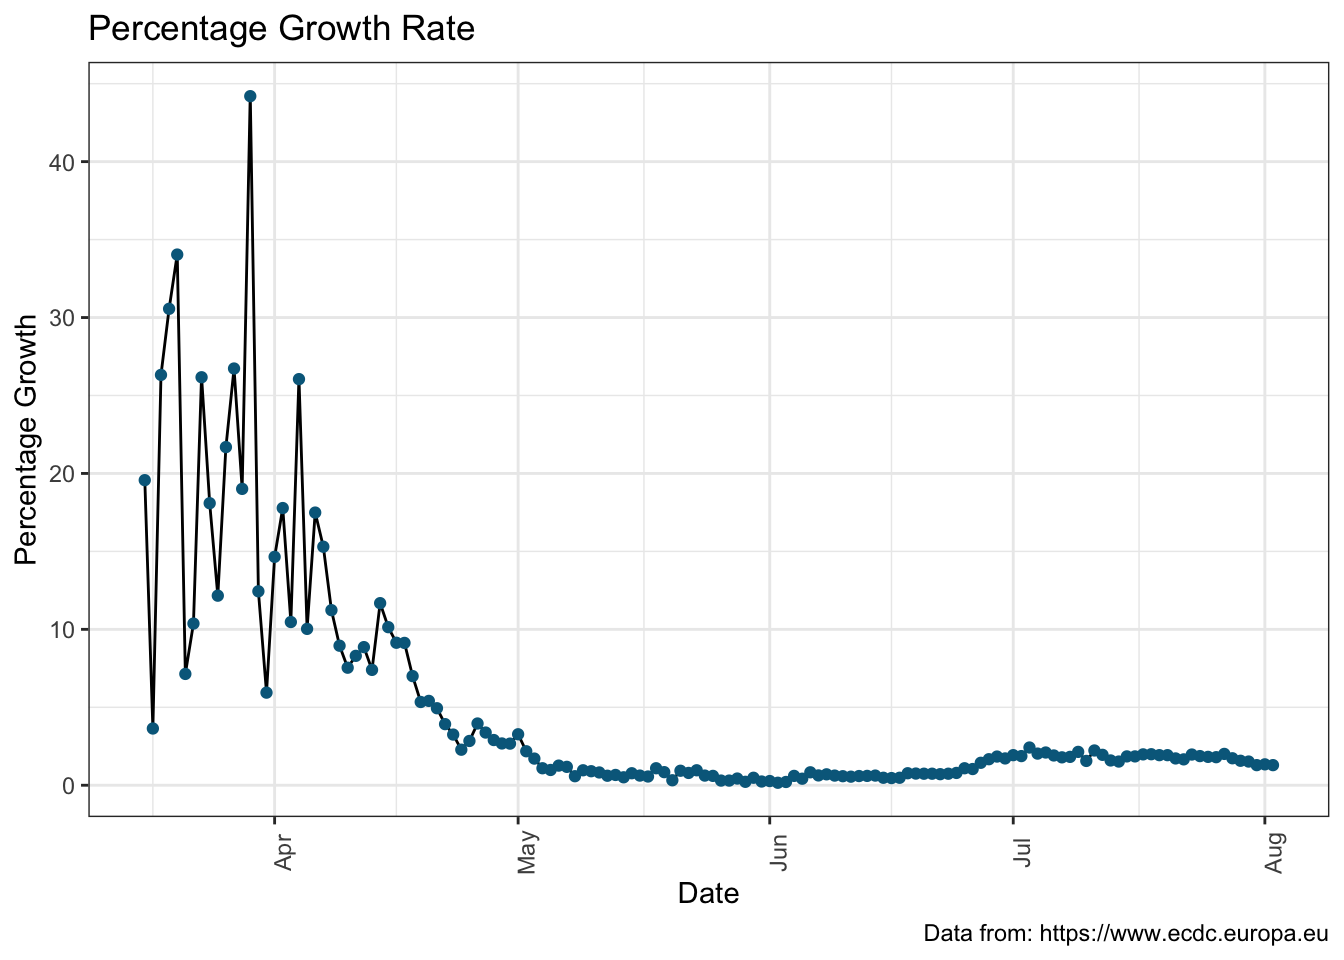 Percentage Growth Rate
Percentage Growth
40
30
20
10
0
Apr
May
Jun
Jul
Aug
Date
Data from: https://www.ecdc.europa.eu